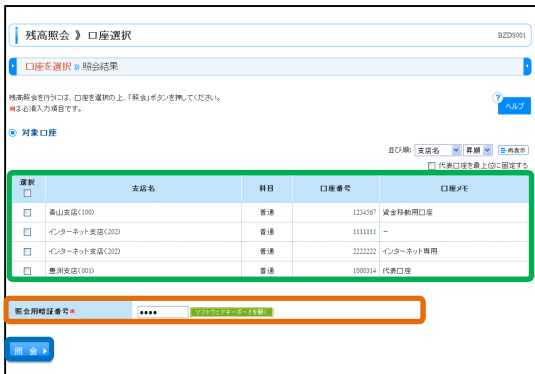 残高照会 》 口座選択
BZDS001
口座を選択 » 照会結果
残高照会を行うには、口座を選択の上、「照会」ボタンを押してください。
※は必須入力項目です。
? ヘルプ
対象口座
並び順: 支店名 昇順 再表示
代表口座を最上位に固定する
選択 支店名 科目 口座番号 口座メモ
香山支店(100) 普通 1234567 資金移動用口座
インターネット支店(202) 普通 1111111 −
インターネット支店(202) 普通 2222222 インターネット専用
豊洲支店(001) 普通 1000314 代表口座
照会用暗証番号※ •••• ソフトウェアキーボードを開く
照 会